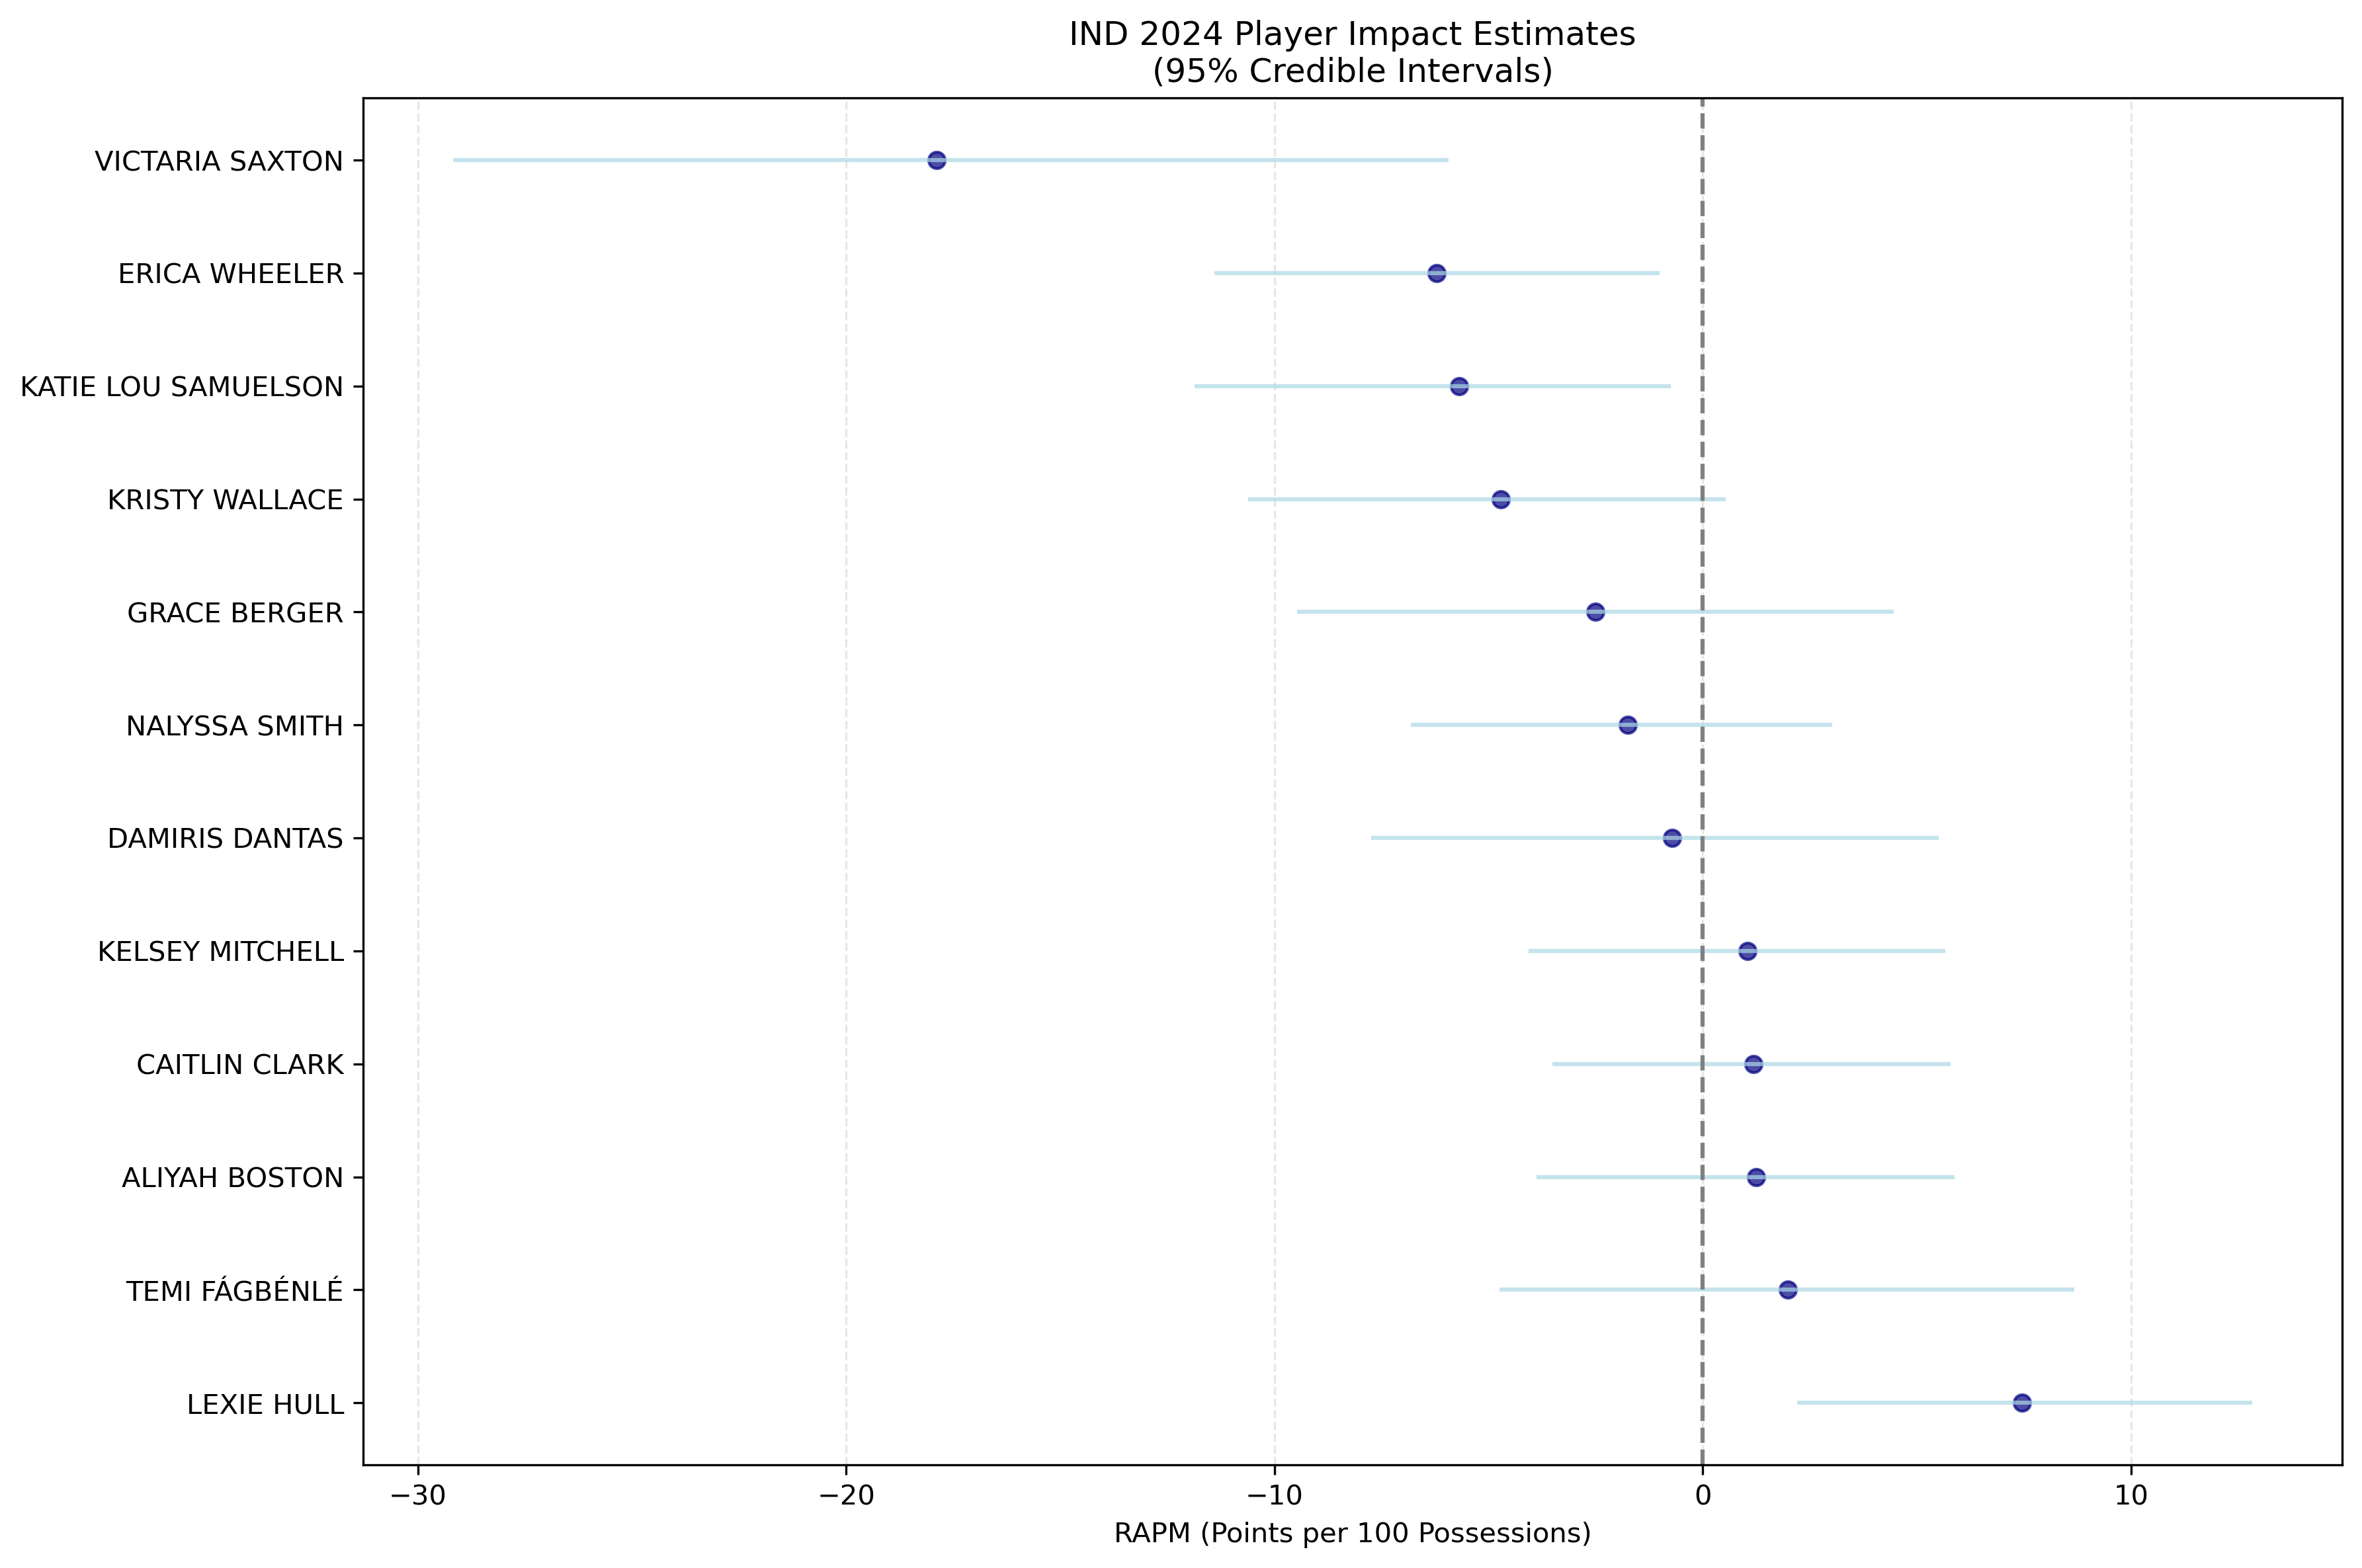 IND 2024 Player Impact Estimates
(95% Credible Intervals)
VICTARIA SAXTON
ERICA WHEELER
KATIE LOU SAMUELSON
KRISTY WALLACE
GRACE BERGER
NALYSSA SMITH
DAMIRIS DANTAS
KELSEY MITCHELL
CAITLIN CLARK
ALIYAH BOSTON
TEMI FÁGBÉNLÉ
LEXIE HULL
−30 −20 −10 0 10
RAPM (Points per 100 Possessions)